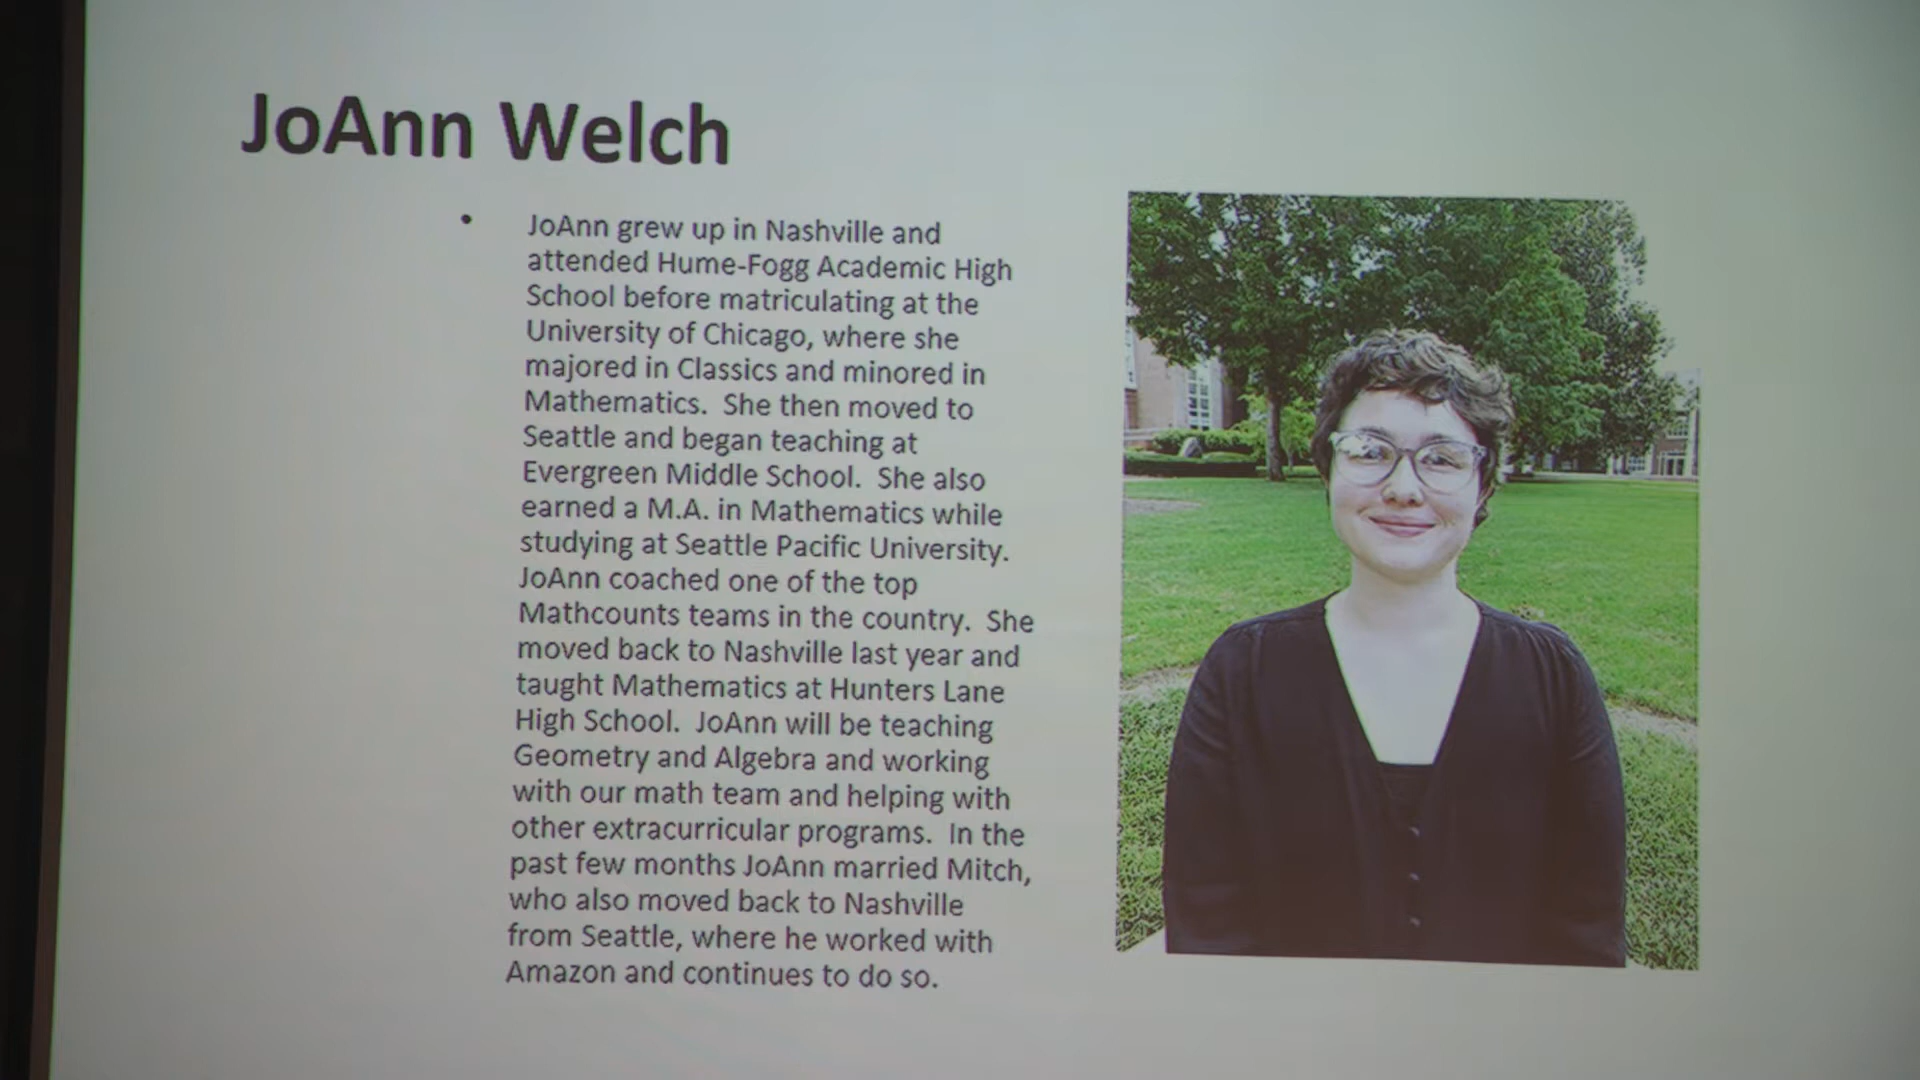 JoAnn Welch
• JoAnn grew up in Nashville and
attended Hume-Fogg Academic High
School before matriculating at the
University of Chicago, where she
majored in Classics and minored in
Mathematics.  She then moved to
Seattle and began teaching at
Evergreen Middle School.  She also
earned a M.A. in Mathematics while
studying at Seattle Pacific University.
JoAnn coached one of the top
Mathcounts teams in the country.  She
moved back to Nashville last year and
taught Mathematics at Hunters Lane
High School.  JoAnn will be teaching
Geometry and Algebra and working
with our math team and helping with
other extracurricular programs.  In the
past few months JoAnn married Mitch,
who also moved back to Nashville
from Seattle, where he worked with
Amazon and continues to do so.